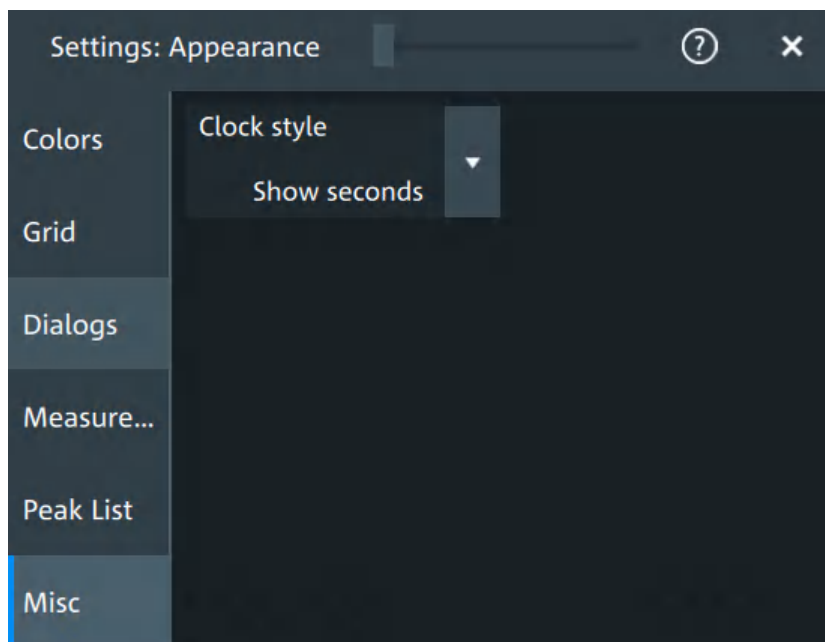 Settings: Appearance
?
×
Colors
Grid
Dialogs
Measure...
Peak List
Misc
Clock style
Show seconds